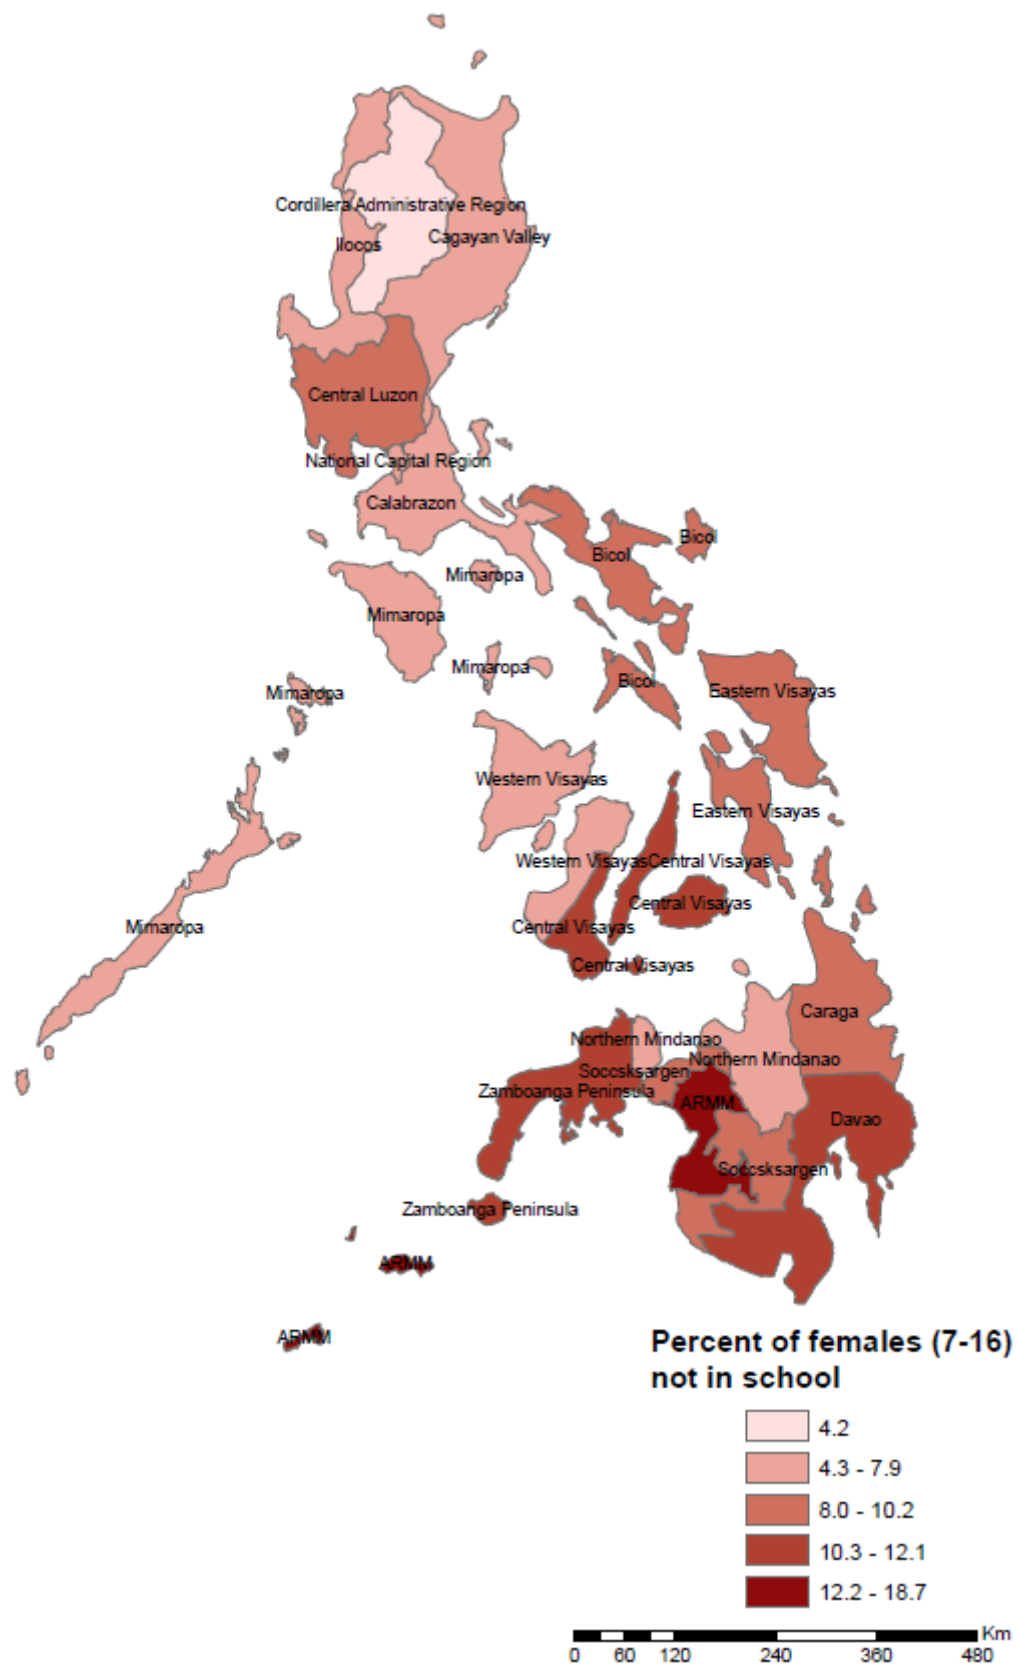 Cordillera Administrative Region
Ilocos
Cagayan Valley
Central Luzon
National Capital Region
Calabrazon
Bicol
Bicol
Mimaropa
Mimaropa
Mimaropa
Bicol
Mimaropa
Eastern Visayas
Western Visayas
Eastern Visayas
Western Visayas
Central Visayas
Central Visayas
Mimaropa
Central Visayas
Central Visayas
Caraga
Northern Mindanao
Northern Mindanao
Soccsksargen
Zamboanga Peninsula
ARMM
Davao
Soccsksargen
Zamboanga Peninsula
ARMM
ARMM
Percent of females (7-16)
not in school
4.2
4.3 - 7.9
8.0 - 10.2
10.3 - 12.1
12.2 - 18.7
Km
0 60 120 240 360 480